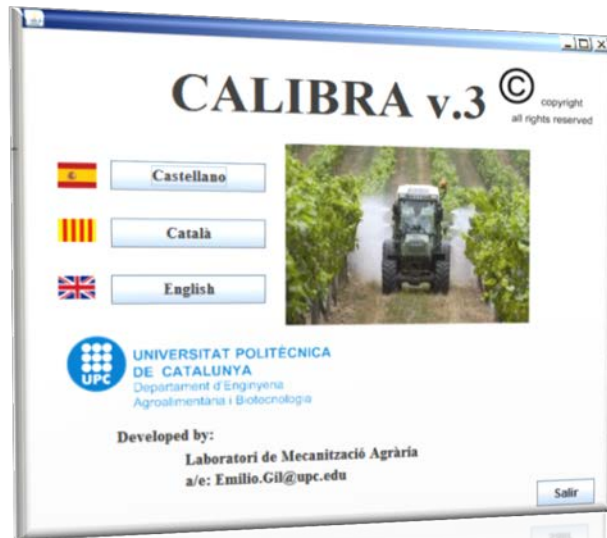 CALIBRA v.3 ©
copyright
all rights reserved
Castellano
Català
English
UPC
UNIVERSITAT POLITÈCNICA
DE CATALUNYA
Departament d'Enginyeria
Agroalimentària i Biotecnologia
Developed by:
Laboratori de Mecanització Agrària
a/e: Emilio.Gil@upc.edu
Salir